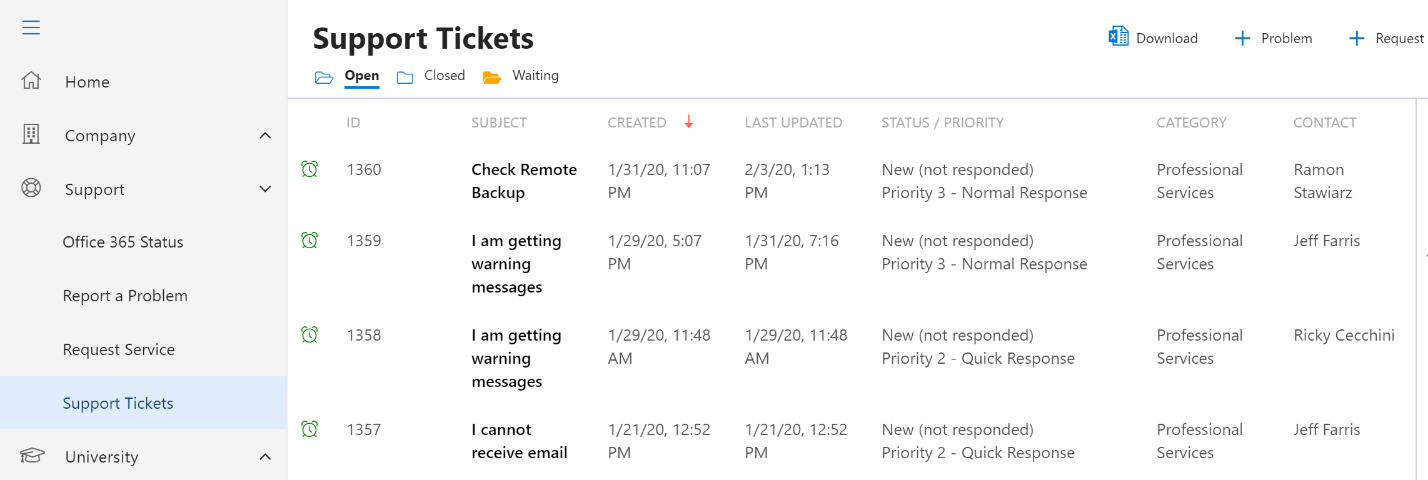 Support Tickets
Download
Problem
Request
Open
Closed
Waiting
Home
Company
Support
Office 365 Status
Report a Problem
Request Service
Support Tickets
University
ID SUBJECT CREATED LAST UPDATED STATUS / PRIORITY CATEGORY CONTACT
1360 Check Remote 1/31/20, 11:07 2/3/20, 1:13 New (not responded) Professional Ramon
Backup PM PM Priority 3 - Normal Response Services Stawiarz
1359 I am getting 1/29/20, 5:07 1/31/20, 7:16 New (not responded) Professional Jeff Farris
warning PM PM Priority 3 - Normal Response Services
messages
1358 I am getting 1/29/20, 11:48 1/29/20, 11:48 New (not responded) Professional Ricky Cecchini
warning AM AM Priority 2 - Quick Response Services
messages
1357 I cannot 1/21/20, 12:52 1/21/20, 12:52 New (not responded) Professional Jeff Farris
receive email PM PM Priority 2 - Quick Response Services